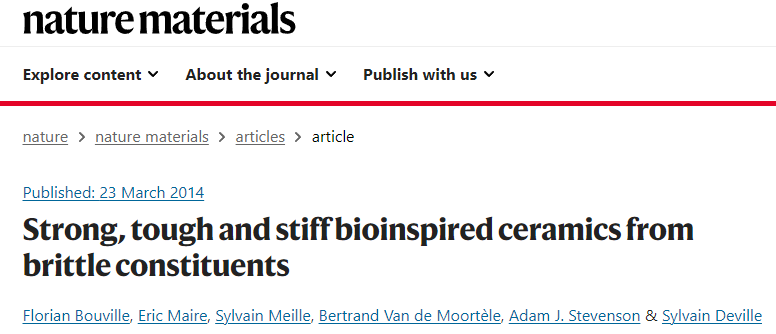 nature materials
Explore content About the journal Publish with us
nature > nature materials > articles > article
Published: 23 March 2014
Strong, tough and stiff bioinspired ceramics from
brittle constituents
Florian Bouville, Eric Maire, Sylvain Meille, Bertrand Van de Moortèle, Adam J. Stevenson & Sylvain Deville